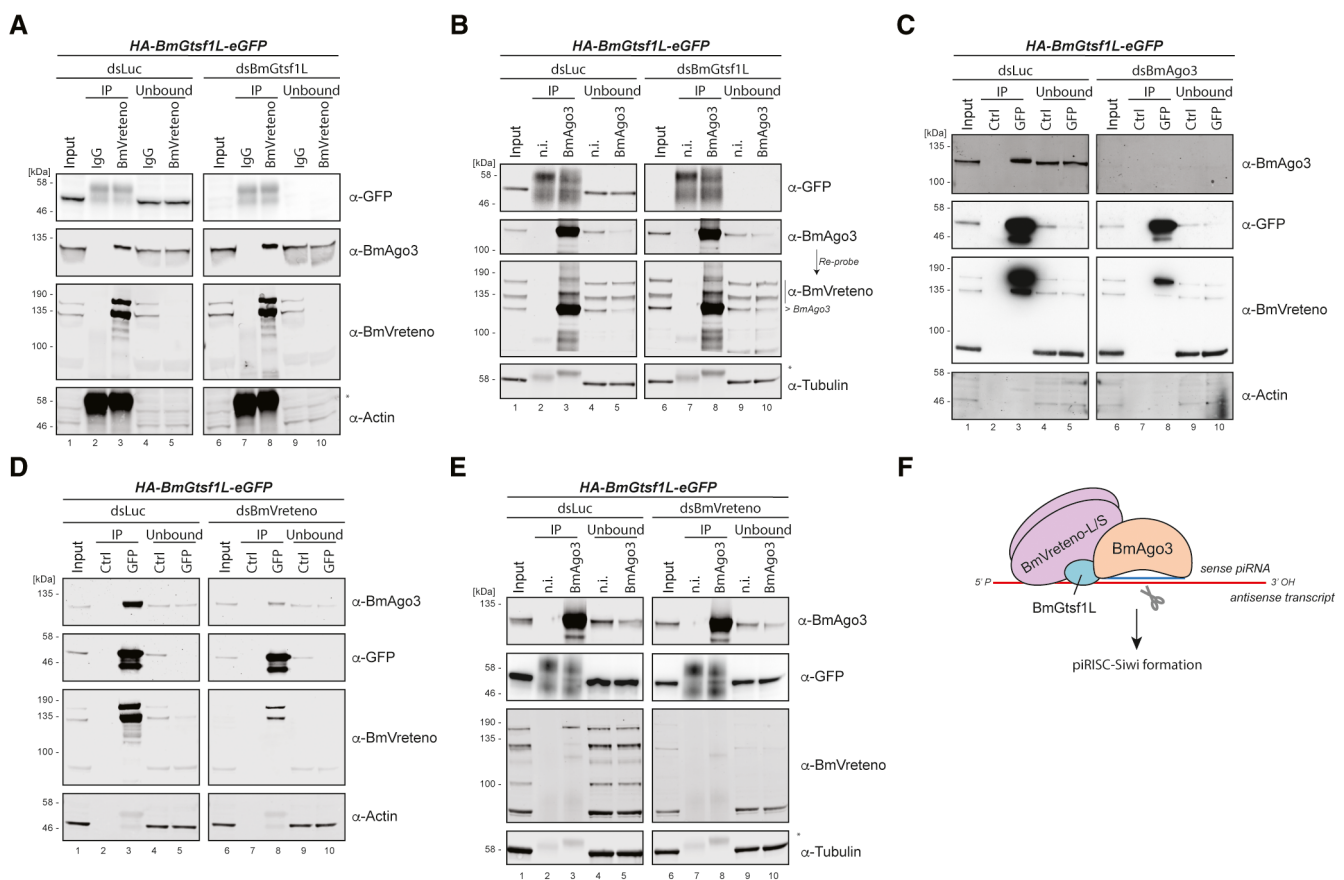 A
HA-BmGtsf1L-eGFP
dsLuc dsBmGtsf1L
IP Unbound IP Unbound
Input IgG BmVreteno IgG BmVreteno Input IgG BmVreteno IgG BmVreteno
[kDa]
58 -
46 -
α-GFP
135 -
α-BmAgo3
190 -
135 -
100 -
α-BmVreteno
58 -
46 -
*
α-Actin
1 2 3 4 5 6 7 8 9 10
B
HA-BmGtsf1L-eGFP
dsLuc dsBmGtsf1L
IP Unbound IP Unbound
Input n.i. BmAgo3 n.i. BmAgo3 Input n.i. BmAgo3 n.i. BmAgo3
[kDa]
58 -
46 -
α-GFP
100 -
α-BmAgo3
Re-probe
190 -
135 -
100 -
α-BmVreteno
> BmAgo3
58 -
*
α-Tubulin
1 2 3 4 5 6 7 8 9 10
C
HA-BmGtsf1L-eGFP
dsLuc dsBmAgo3
IP Unbound IP Unbound
Input Ctrl GFP Ctrl GFP Input Ctrl GFP Ctrl GFP
[kDa]
135 -
100 -
α-BmAgo3
58 -
46 -
α-GFP
190 -
135 -
100 -
α-BmVreteno
58 -
46 -
α-Actin
1 2 3 4 5 6 7 8 9 10
D
HA-BmGtsf1L-eGFP
dsLuc dsBmVreteno
IP Unbound IP Unbound
Input Ctrl GFP Ctrl GFP Input Ctrl GFP Ctrl GFP
[kDa]
135 -
α-BmAgo3
58 -
46 -
α-GFP
190 -
135 -
100 -
α-BmVreteno
58 -
46 -
α-Actin
1 2 3 4 5 6 7 8 9 10
E
HA-BmGtsf1L-eGFP
dsLuc dsBmVreteno
IP Unbound IP Unbound
Input n.i. BmAgo3 n.i. BmAgo3 Input n.i. BmAgo3 n.i. BmAgo3
[kDa]
135 -
α-BmAgo3
58 -
46 -
α-GFP
190 -
135 -
100 -
α-BmVreteno
58 -
*
α-Tubulin
1 2 3 4 5 6 7 8 9 10
F
BmVreteno-L/S
BmAgo3
sense piRNA
5' P
3' OH
antisense transcript
BmGtsf1L
piRISC-Siwi formation